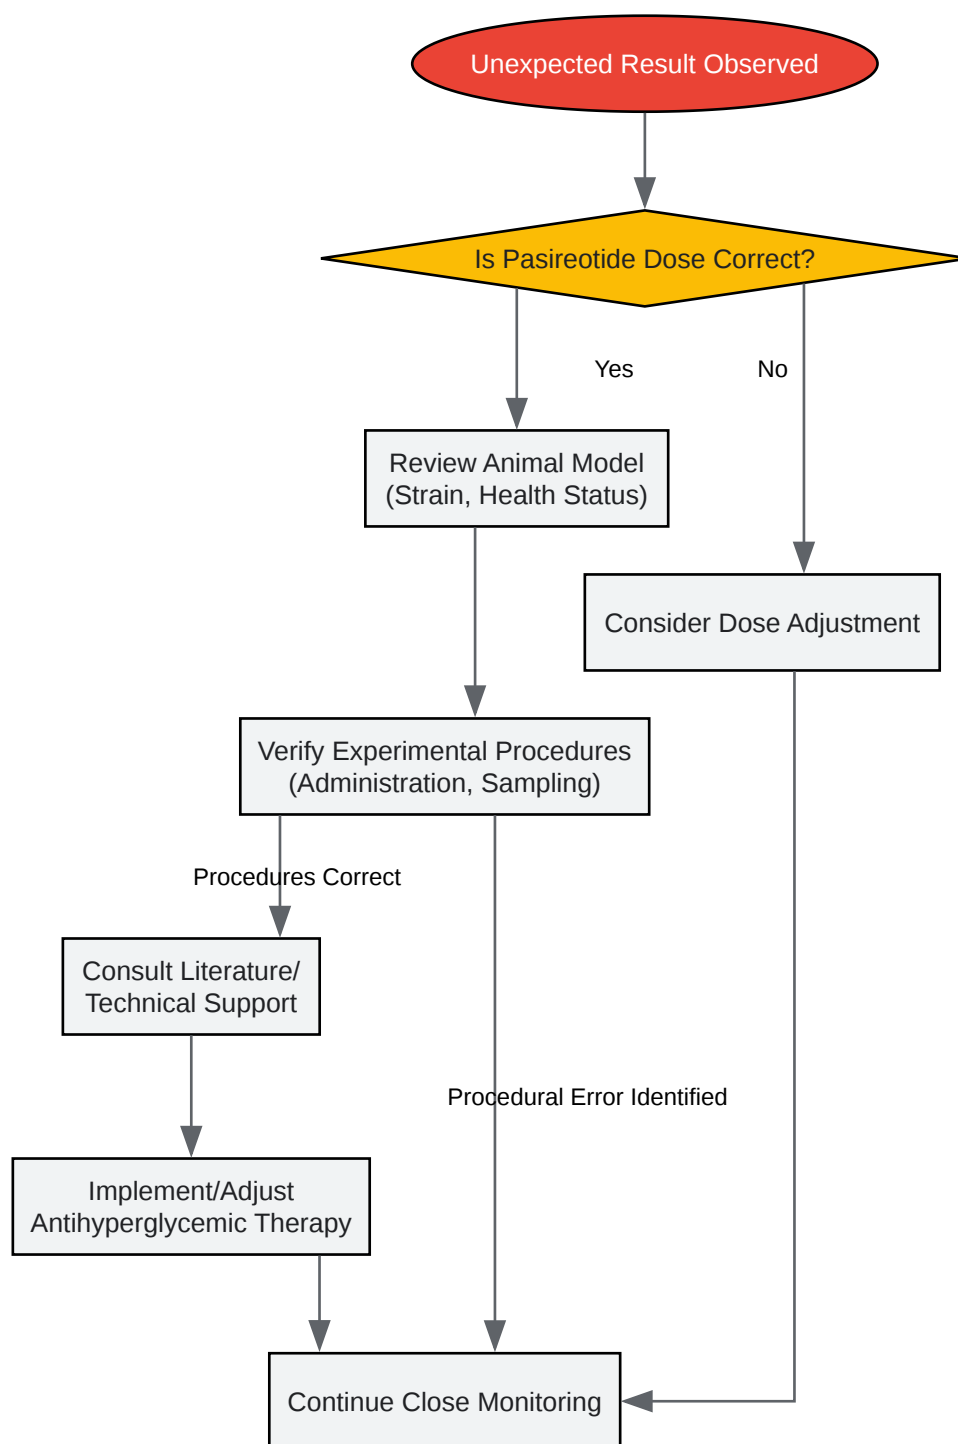 Unexpected Result Observed
Is Pasireotide Dose Correct?
Yes
No
Review Animal Model
(Strain, Health Status)
Consider Dose Adjustment
Verify Experimental Procedures
(Administration, Sampling)
Procedures Correct
Consult Literature/
Technical Support
Procedural Error Identified
Implement/Adjust
Antihyperglycemic Therapy
Continue Close Monitoring